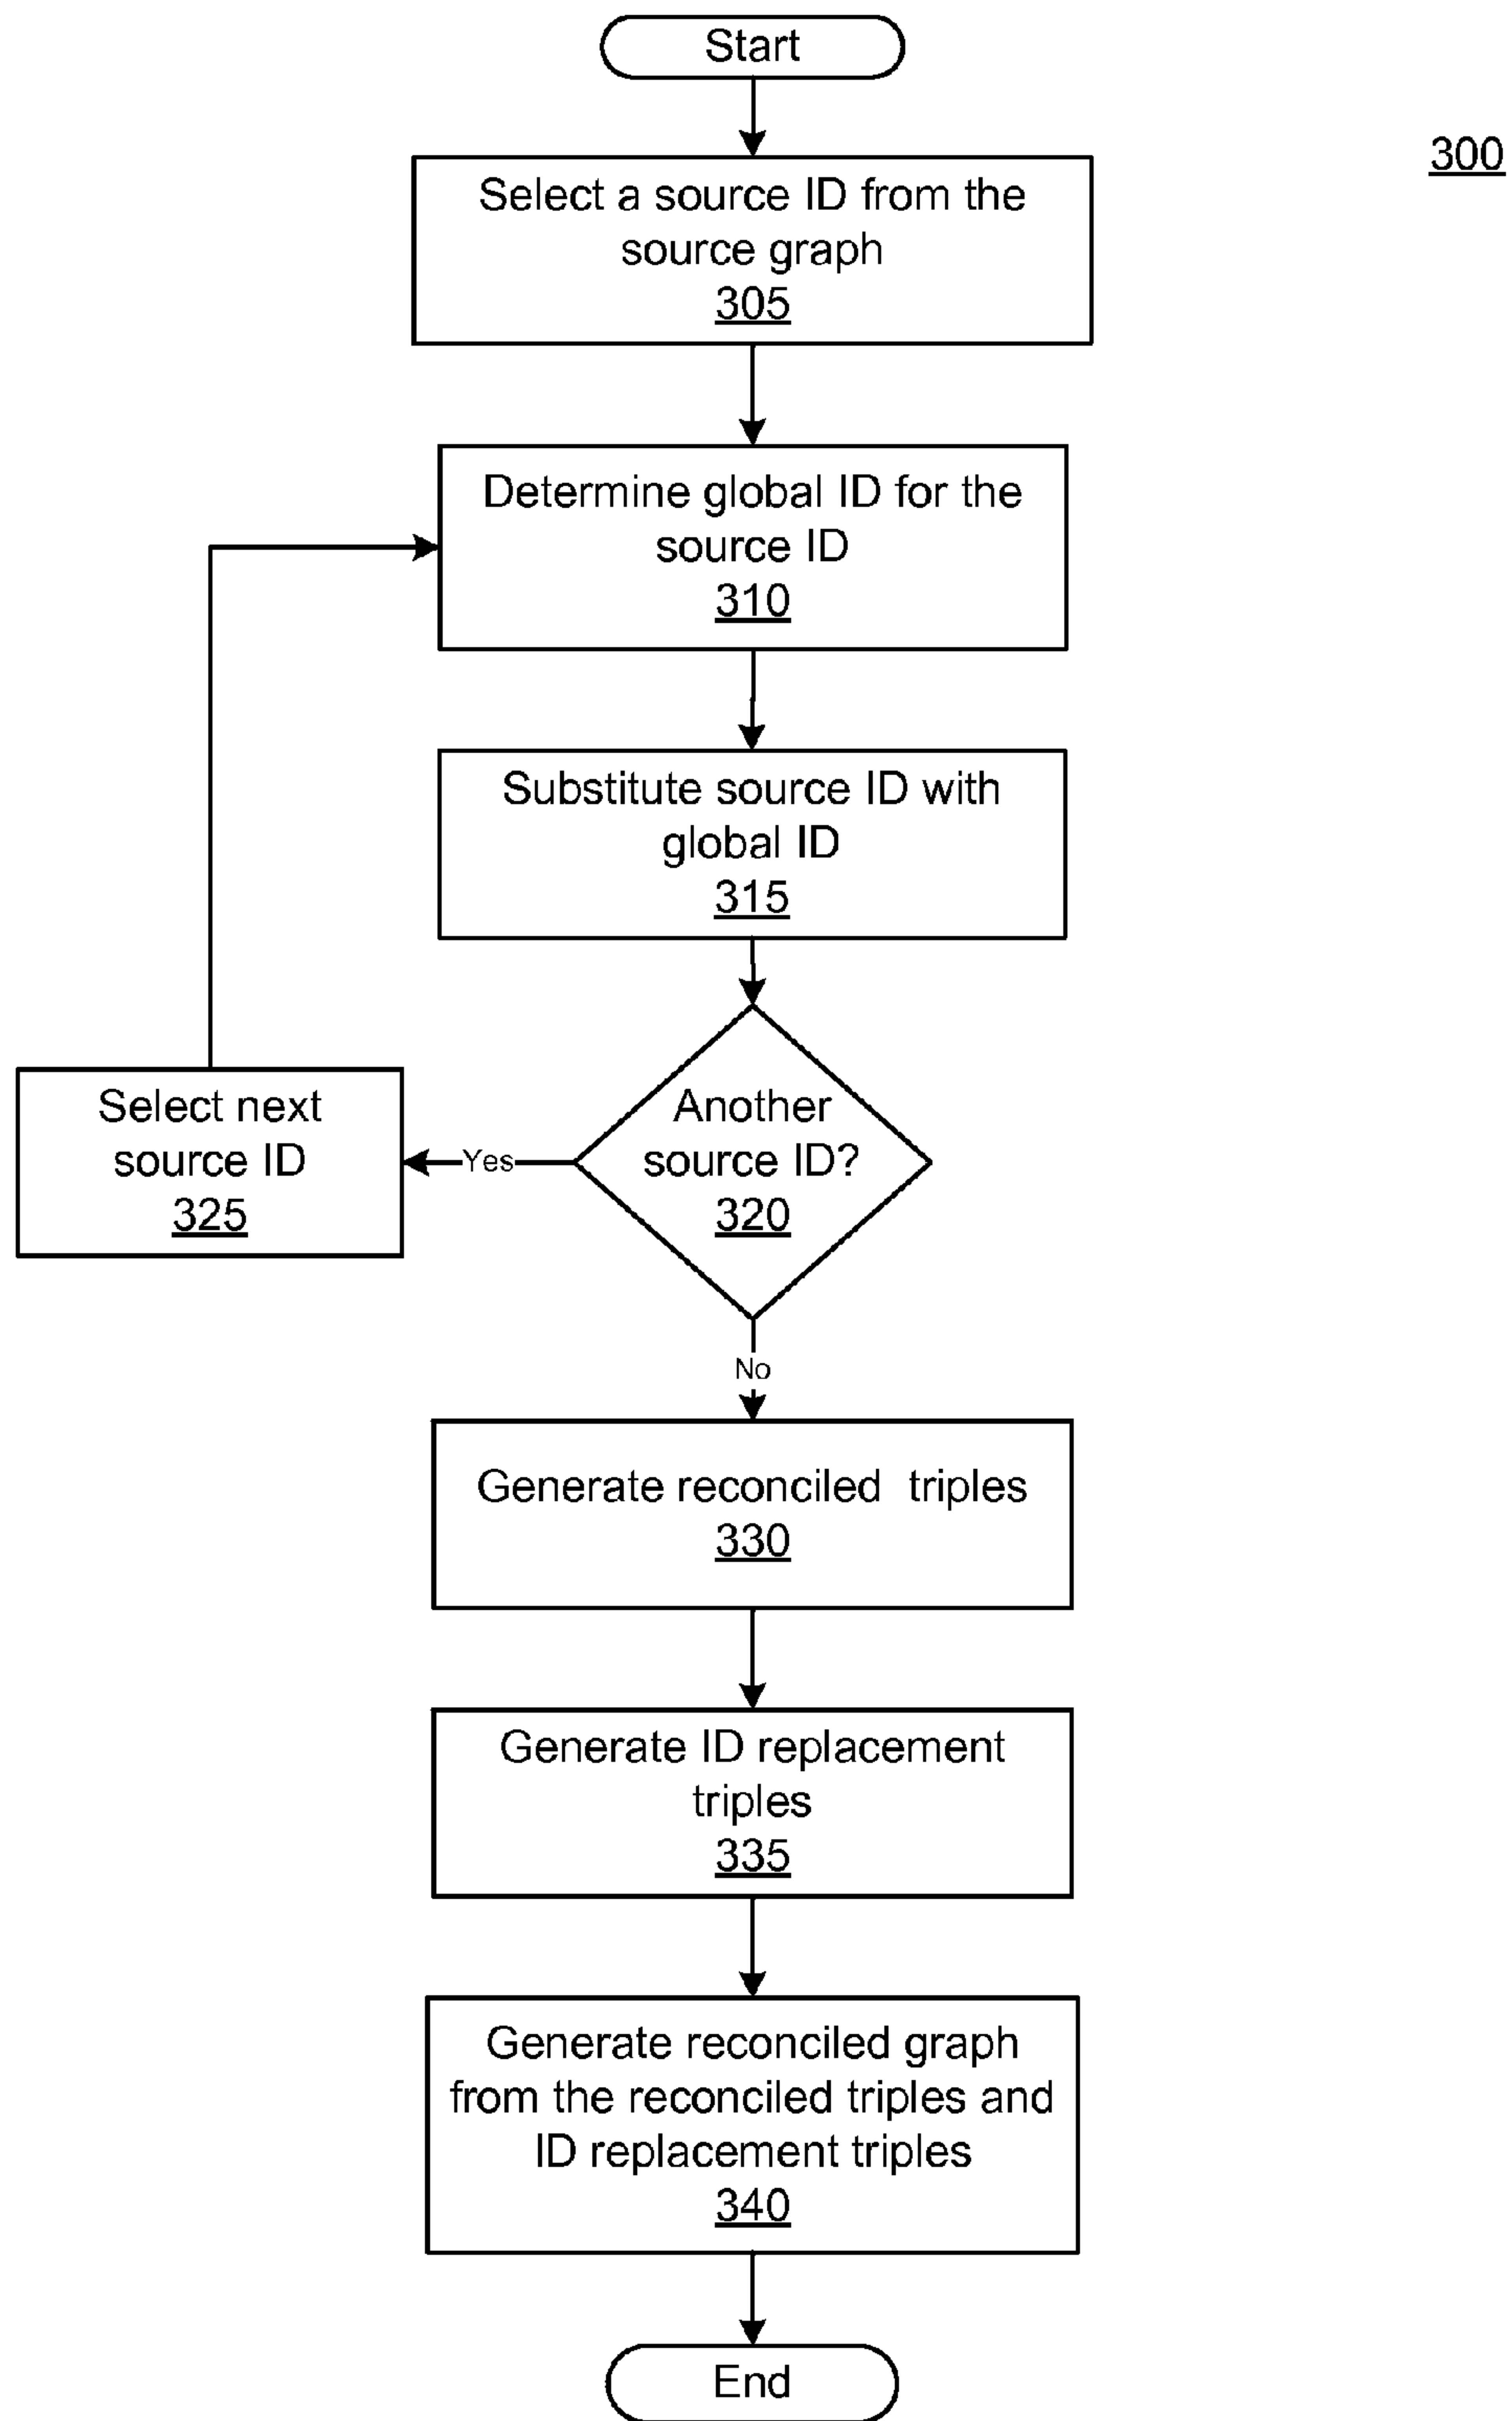 Start
300
Select a source ID from the
source graph
305
Determine global ID for the
source ID
310
Substitute source ID with
global ID
315
Another
source ID?
320
Yes
Select next
source ID
325
No
Generate reconciled triples
330
Generate ID replacement
triples
335
Generate reconciled graph
from the reconciled triples and
ID replacement triples
340
End